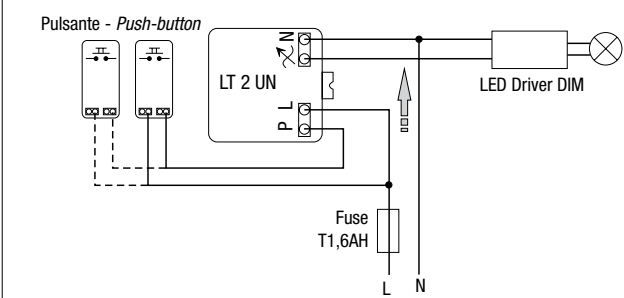 Pulsante - Push-button
N
LT 2 UN
L
P
LED Driver DIM
Fuse
T1,6AH
L
N